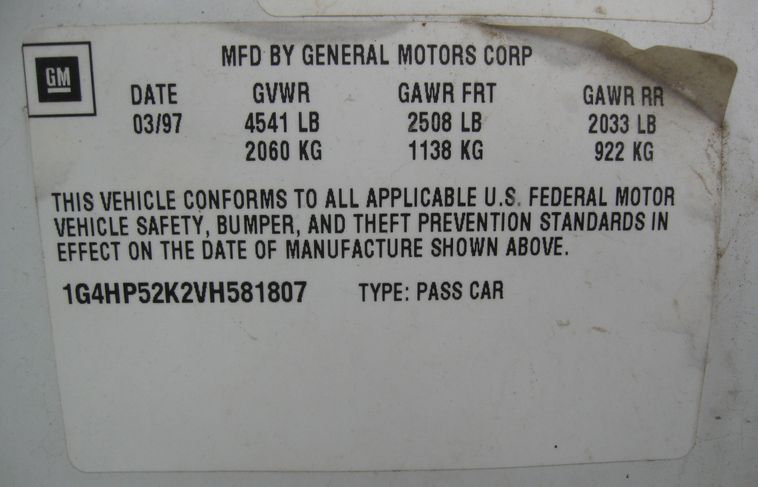 GM
MFD BY GENERAL MOTORS CORP
DATE GVWR GAWR FRT GAWR RR
03/97 4541 LB 2508 LB 2033 LB
2060 KG 1138 KG 922 KG
THIS VEHICLE CONFORMS TO ALL APPLICABLE U.S. FEDERAL MOTOR
VEHICLE SAFETY, BUMPER, AND THEFT PREVENTION STANDARDS IN
EFFECT ON THE DATE OF MANUFACTURE SHOWN ABOVE.
1G4HP52K2VH581807 TYPE: PASS CAR